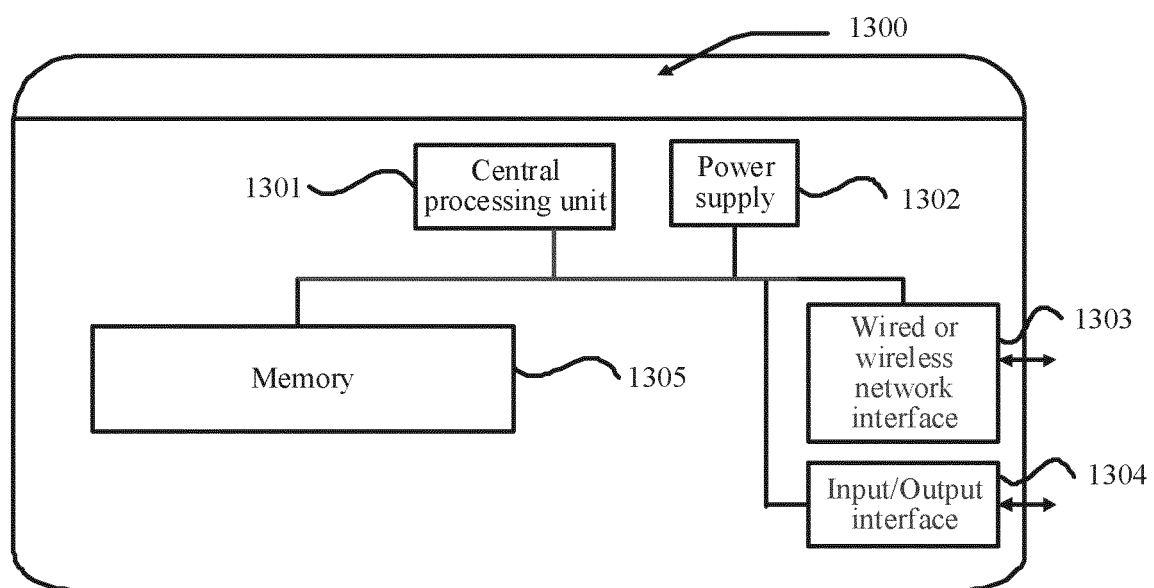 1300
Central
processing unit
1301
Power
supply
1302
Wired or
wireless
network
interface
1303
Memory
1305
Input/Output
interface
1304